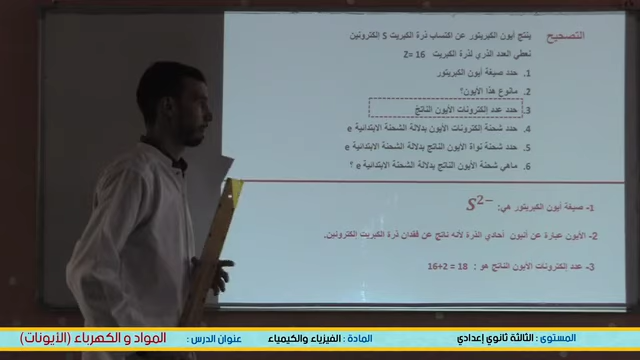 التصحيح
ينتج أيون الكبريتور عن اكتساب ذرة الكبريت S إلكترونين
نعطي العدد الذري لذرة الكبريت Z= 16
1. حدد صيغة أيون الكبريتور
2. مانوع هذا الأيون؟
3. حدد عدد إلكترونات الأيون الناتج
4. حدد شحنة إلكترونات الأيون بدلالة الشحنة الابتدائية e
5. حدد شحنة نواة الأيون الناتج بدلالة الشحنة الابتدائية e
6. ماهي شحنة الأيون الناتج بدلالة الشحنة الابتدائية e ؟
1- صيغة أيون الكبريتور هي: S²⁻
2- الأيون عبارة عن أنيون أحادي الذرة لأنه ناتج عن فقدان ذرة الكبريت إلكترونين.
3- عدد إلكترونات الأيون الناتج هو : 18 = 2+16
المستوى : الثالثة ثانوي إعدادي المادة : الفيزياء والكيمياء عنوان الدرس : المواد و الكهرباء (الأيونات)